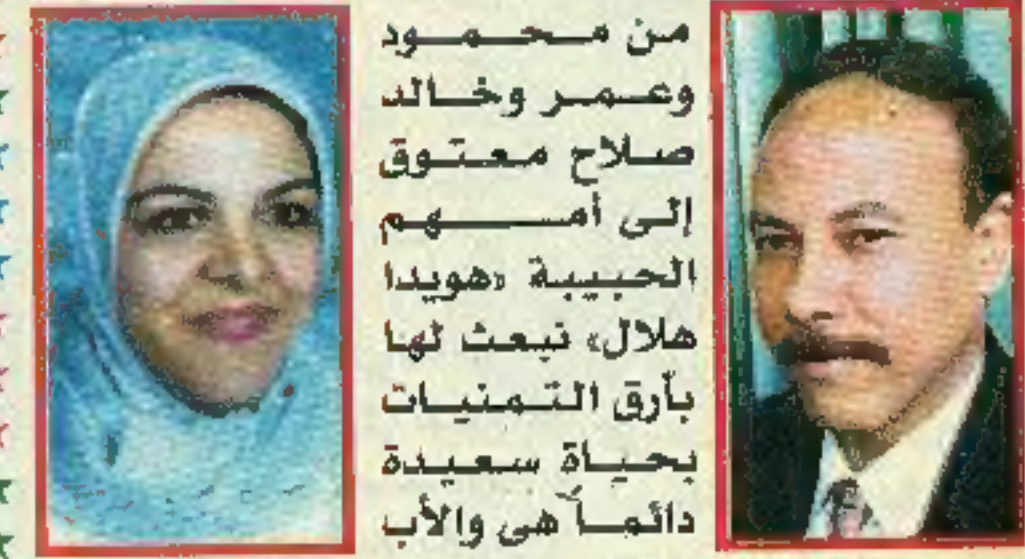 من محمود
وعمر وخالد
صلاح معتوق
إلى أمهم
الحبيبة «هويدا
هلال» نبعث لها
بأرق التمنيات
بحياة سعيدة
دائماً هى والأب